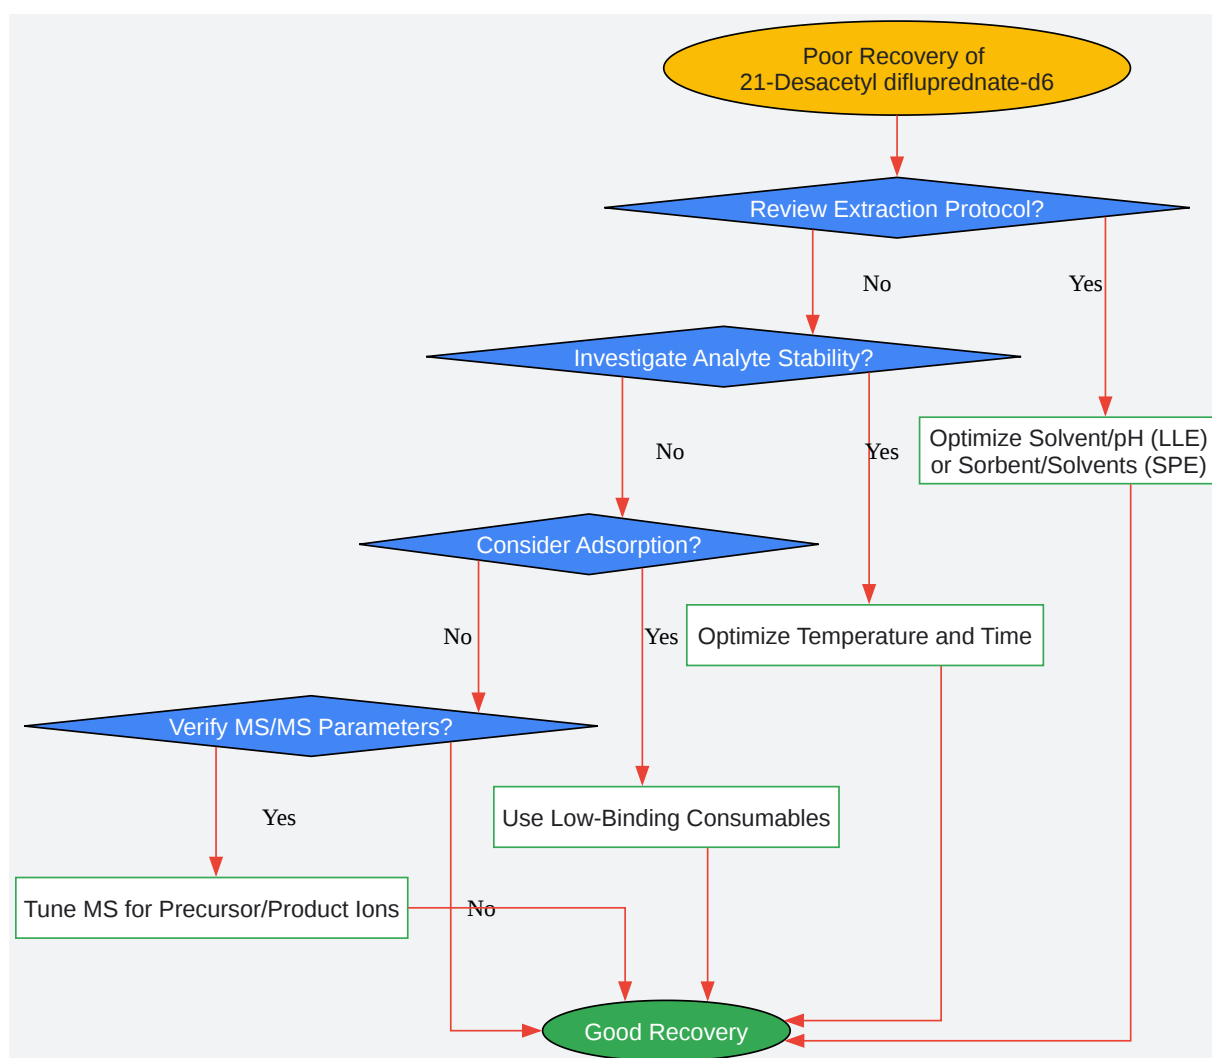 Poor Recovery of
21-Desacetyl difluprednate-d6
Review Extraction Protocol?
No
Yes
Investigate Analyte Stability?
Optimize Solvent/pH (LLE)
or Sorbent/Solvents (SPE)
No
Yes
Consider Adsorption?
No
Yes
Optimize Temperature and Time
Verify MS/MS Parameters?
Yes
Use Low-Binding Consumables
Tune MS for Precursor/Product Ions
No
Good Recovery